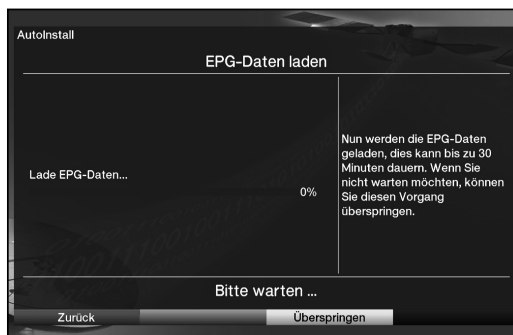 AutoInstall
EPG-Daten laden
Lade EPG-Daten...
0%
Nun werden die EPG-Daten
geladen, dies kann bis zu 30
Minuten dauern. Wenn Sie
nicht warten möchten, können
Sie diesen Vorgang
überspringen.
Bitte warten ...
Zurück
Überspringen